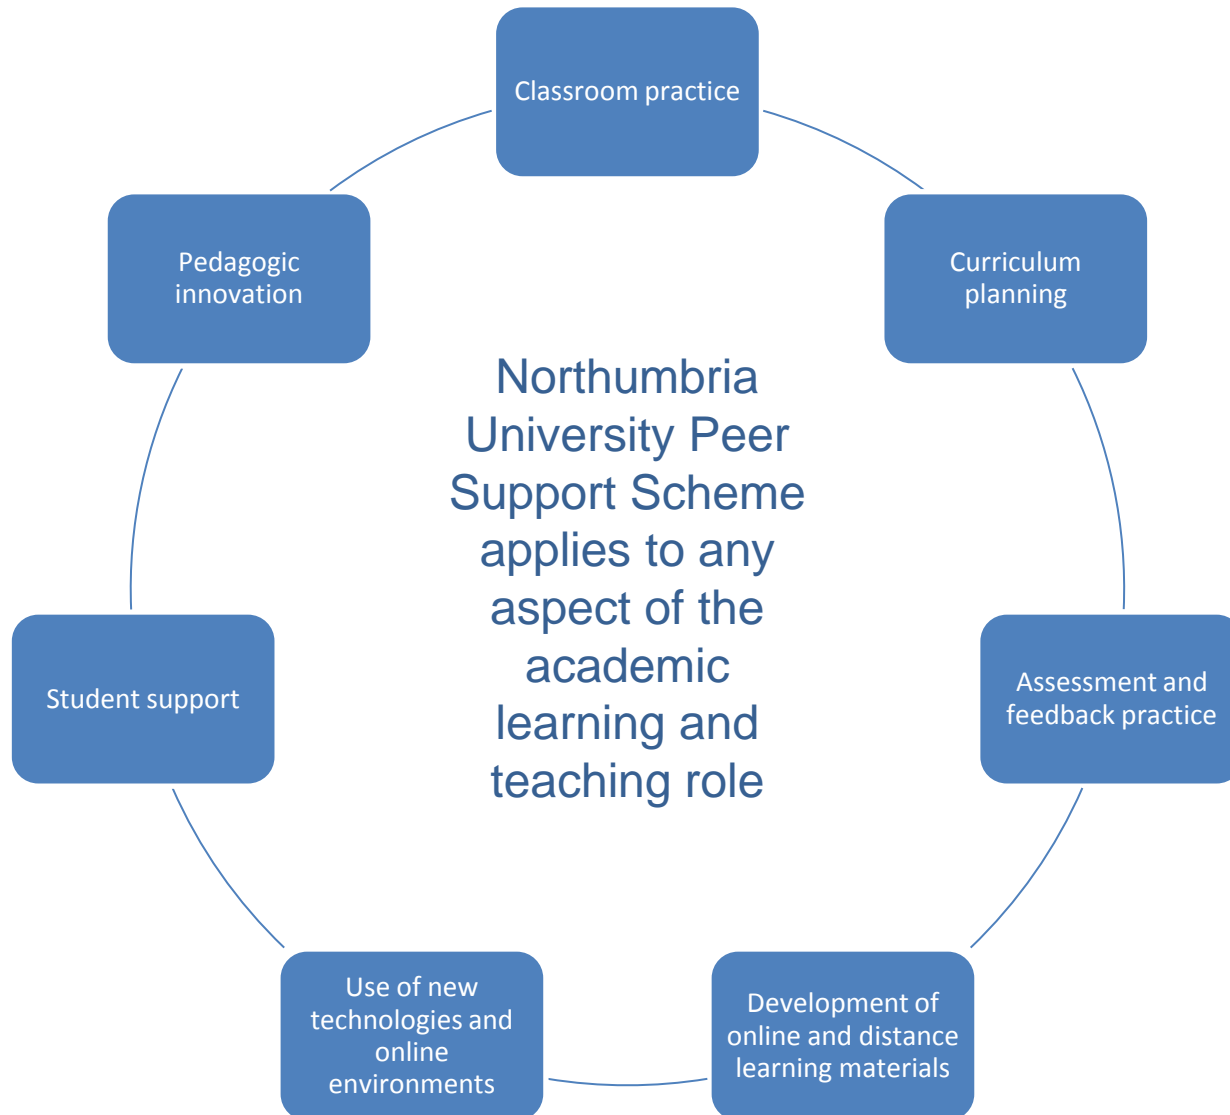 Classroom practice
Pedagogic
innovation
Curriculum
planning
Northumbria
University Peer
Support Scheme
applies to any
aspect of the
academic
learning and
teaching role
Student support
Assessment and
feedback practice
Use of new
technologies and
online
environments
Development of
online and distance
learning materials